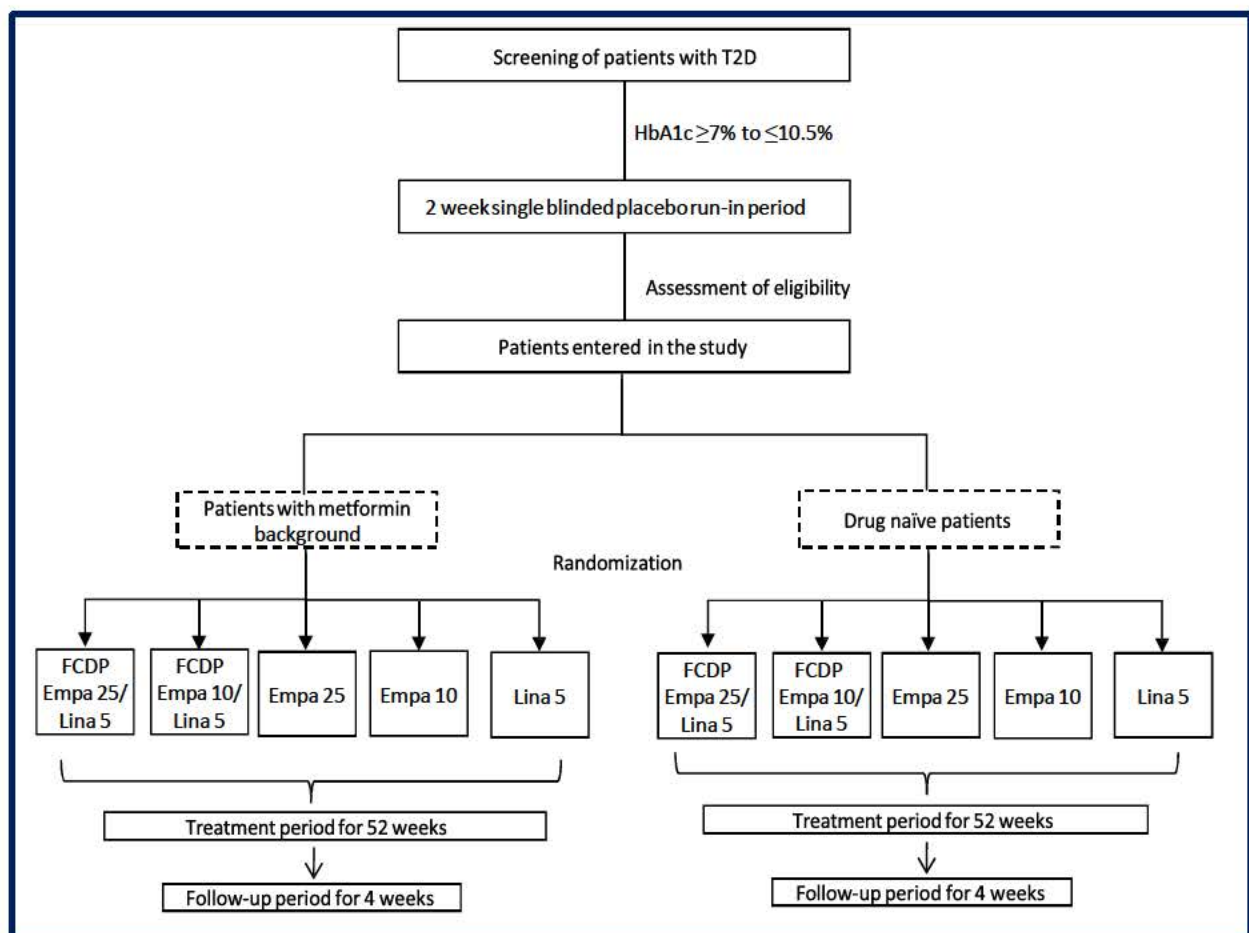 Screening of patients with T2D
HbA1c ≥7% to ≤10.5%
2 week single blinded placebo run-in period
Assessment of eligibility
Patients entered in the study
Patients with metformin
background
Drug naïve patients
Randomization
FCDP
Empa 25/
Lina 5
FCDP
Empa 10/
Lina 5
Empa 25
Empa 10
Lina 5
FCDP
Empa 25/
Lina 5
FCDP
Empa 10/
Lina 5
Empa 25
Empa 10
Lina 5
Treatment period for 52 weeks
Treatment period for 52 weeks
Follow-up period for 4 weeks
Follow-up period for 4 weeks